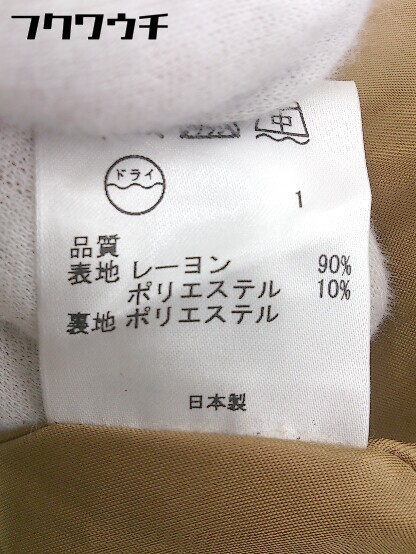 フクワウチ
ドライ
1
品質
表地 レーヨン 90%
ポリエステル 10%
裏地 ポリエステル
日本製